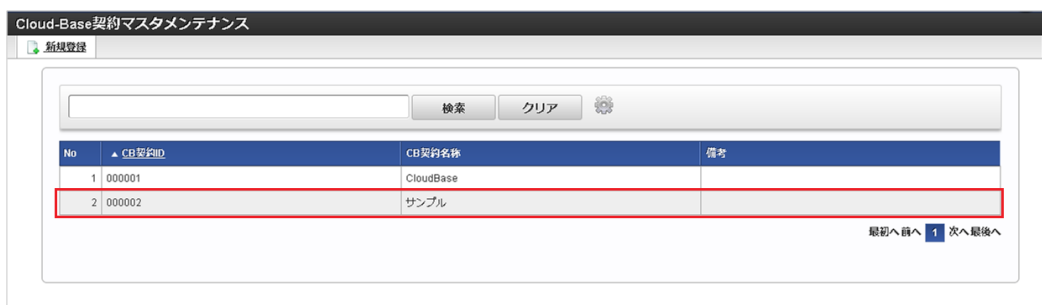 Cloud-Base契約マスタメンテナンス
新規登録
検索 クリア
No ▲ CB契約ID CB契約名称 備考
1 000001 CloudBase
2 000002 サンプル
最初へ 前へ 1 次へ 最後へ